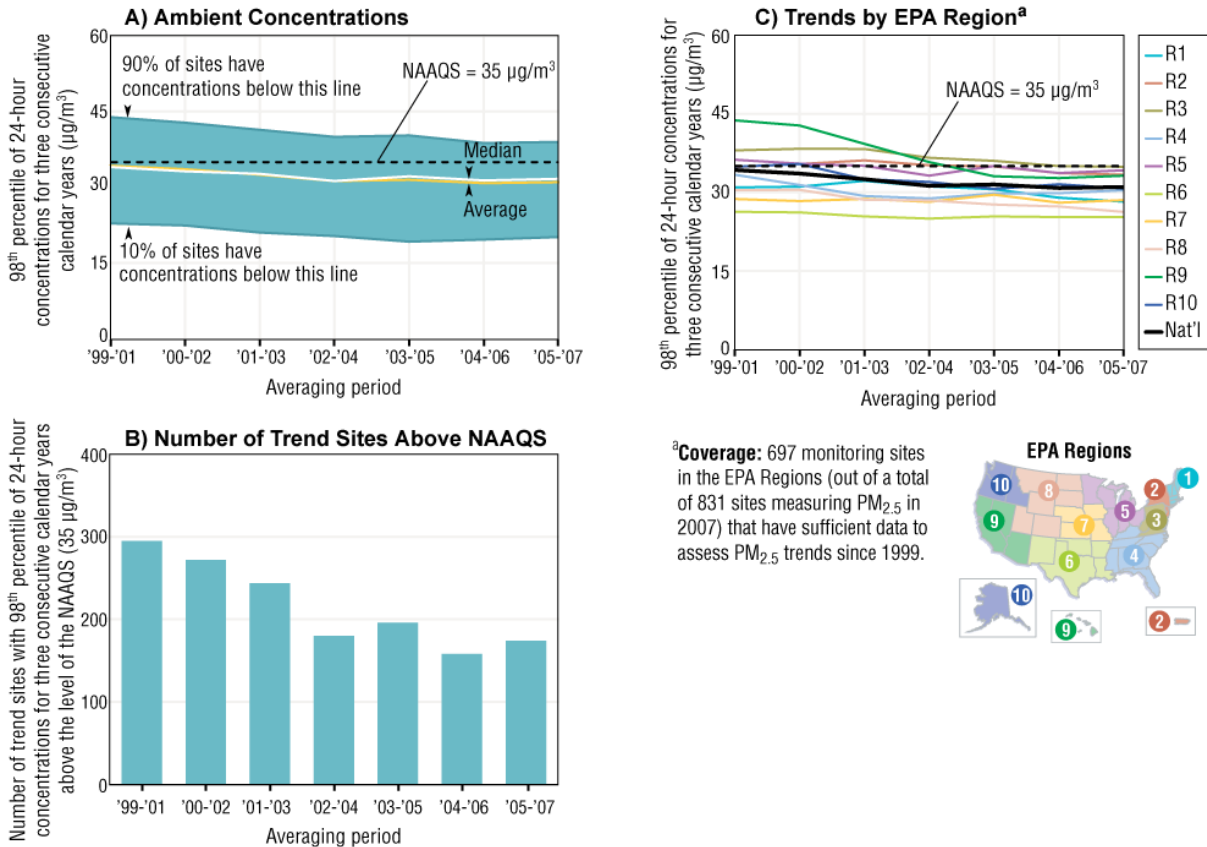 A) Ambient Concentrations
98th percentile of 24-hour
concentrations for three consecutive
calendar years (µg/m3)
60
45
30
15
0
90% of sites have
concentrations below this line
NAAQS = 35 µg/m3
Median
Average
10% of sites have
concentrations below this line
'99-'01
'00-'02
'01-'03
'02-'04
'03-'05
'04-'06
'05-'07
Averaging period
B) Number of Trend Sites Above NAAQS
Number of trend sites with 98th percentile of 24-hour
concentrations for three consecutive calendar years
above the level of the NAAQS (35 µg/m3)
400
300
200
100
0
'99-'01
'00-'02
'01-'03
'02-'04
'03-'05
'04-'06
'05-'07
Averaging period
C) Trends by EPA Regiona
98th percentile of 24-hour concentrations for
three consecutive calendar years (µg/m3)
60
45
30
15
0
NAAQS = 35 µg/m3
'99-'01
'00-'02
'01-'03
'02-'04
'03-'05
'04-'06
'05-'07
Averaging period
R1
R2
R3
R4
R5
R6
R7
R8
R9
R10
Nat'l
aCoverage: 697 monitoring sites
in the EPA Regions (out of a total
of 831 sites measuring PM2.5 in
2007) that have sufficient data to
assess PM2.5 trends since 1999.
EPA Regions
10
8
2
1
9
7
5
3
6
4
10
9
2